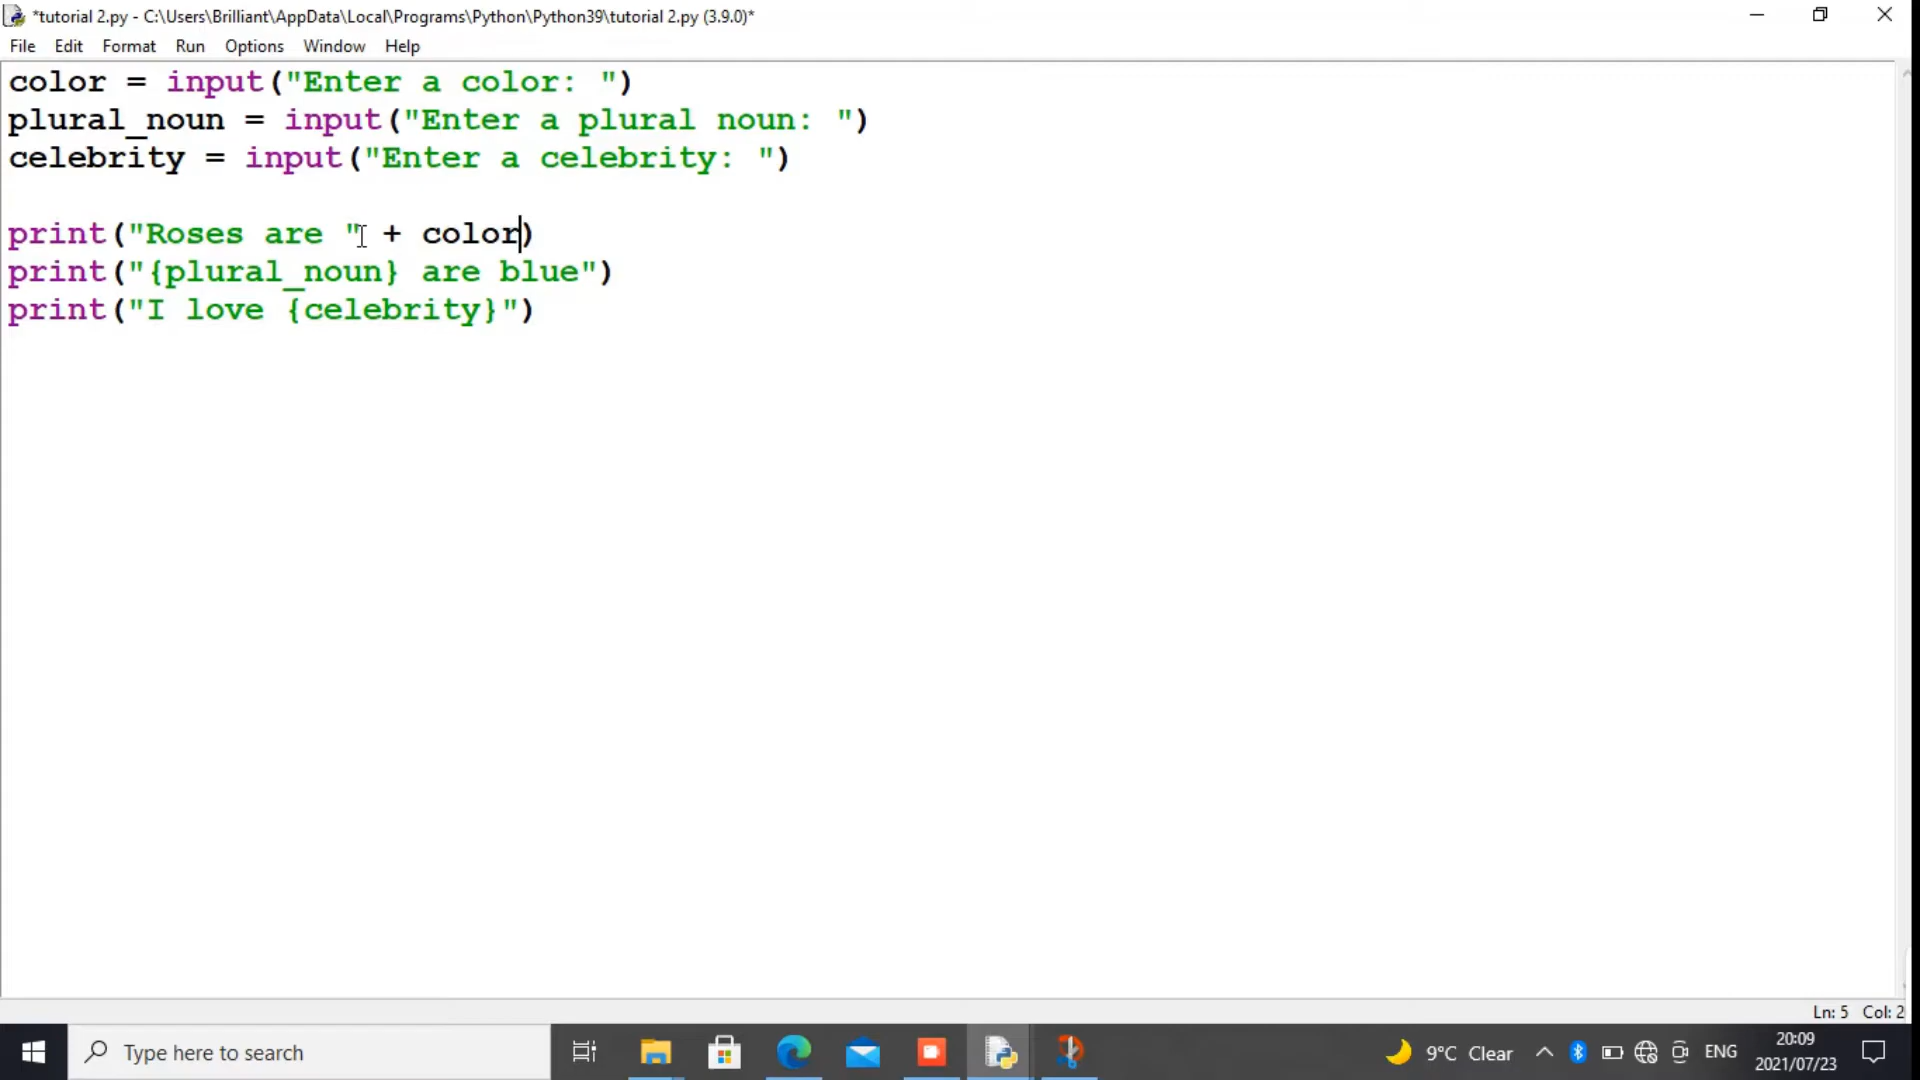 *tutorial 2.py - C:\Users\Brilliant\AppData\Local\Programs\Python\Python39\tutorial 2.py (3.9.0)*
File Edit Format Run Options Window Help
color = input("Enter a color: ")
plural_noun = input("Enter a plural noun: ")
celebrity = input("Enter a celebrity: ")
print("Roses are " + color)
print("{plural_noun} are blue")
print("I love {celebrity}")
Ln: 5 Col: 2
Type here to search
9°C Clear
ENG
20:09
2021/07/23